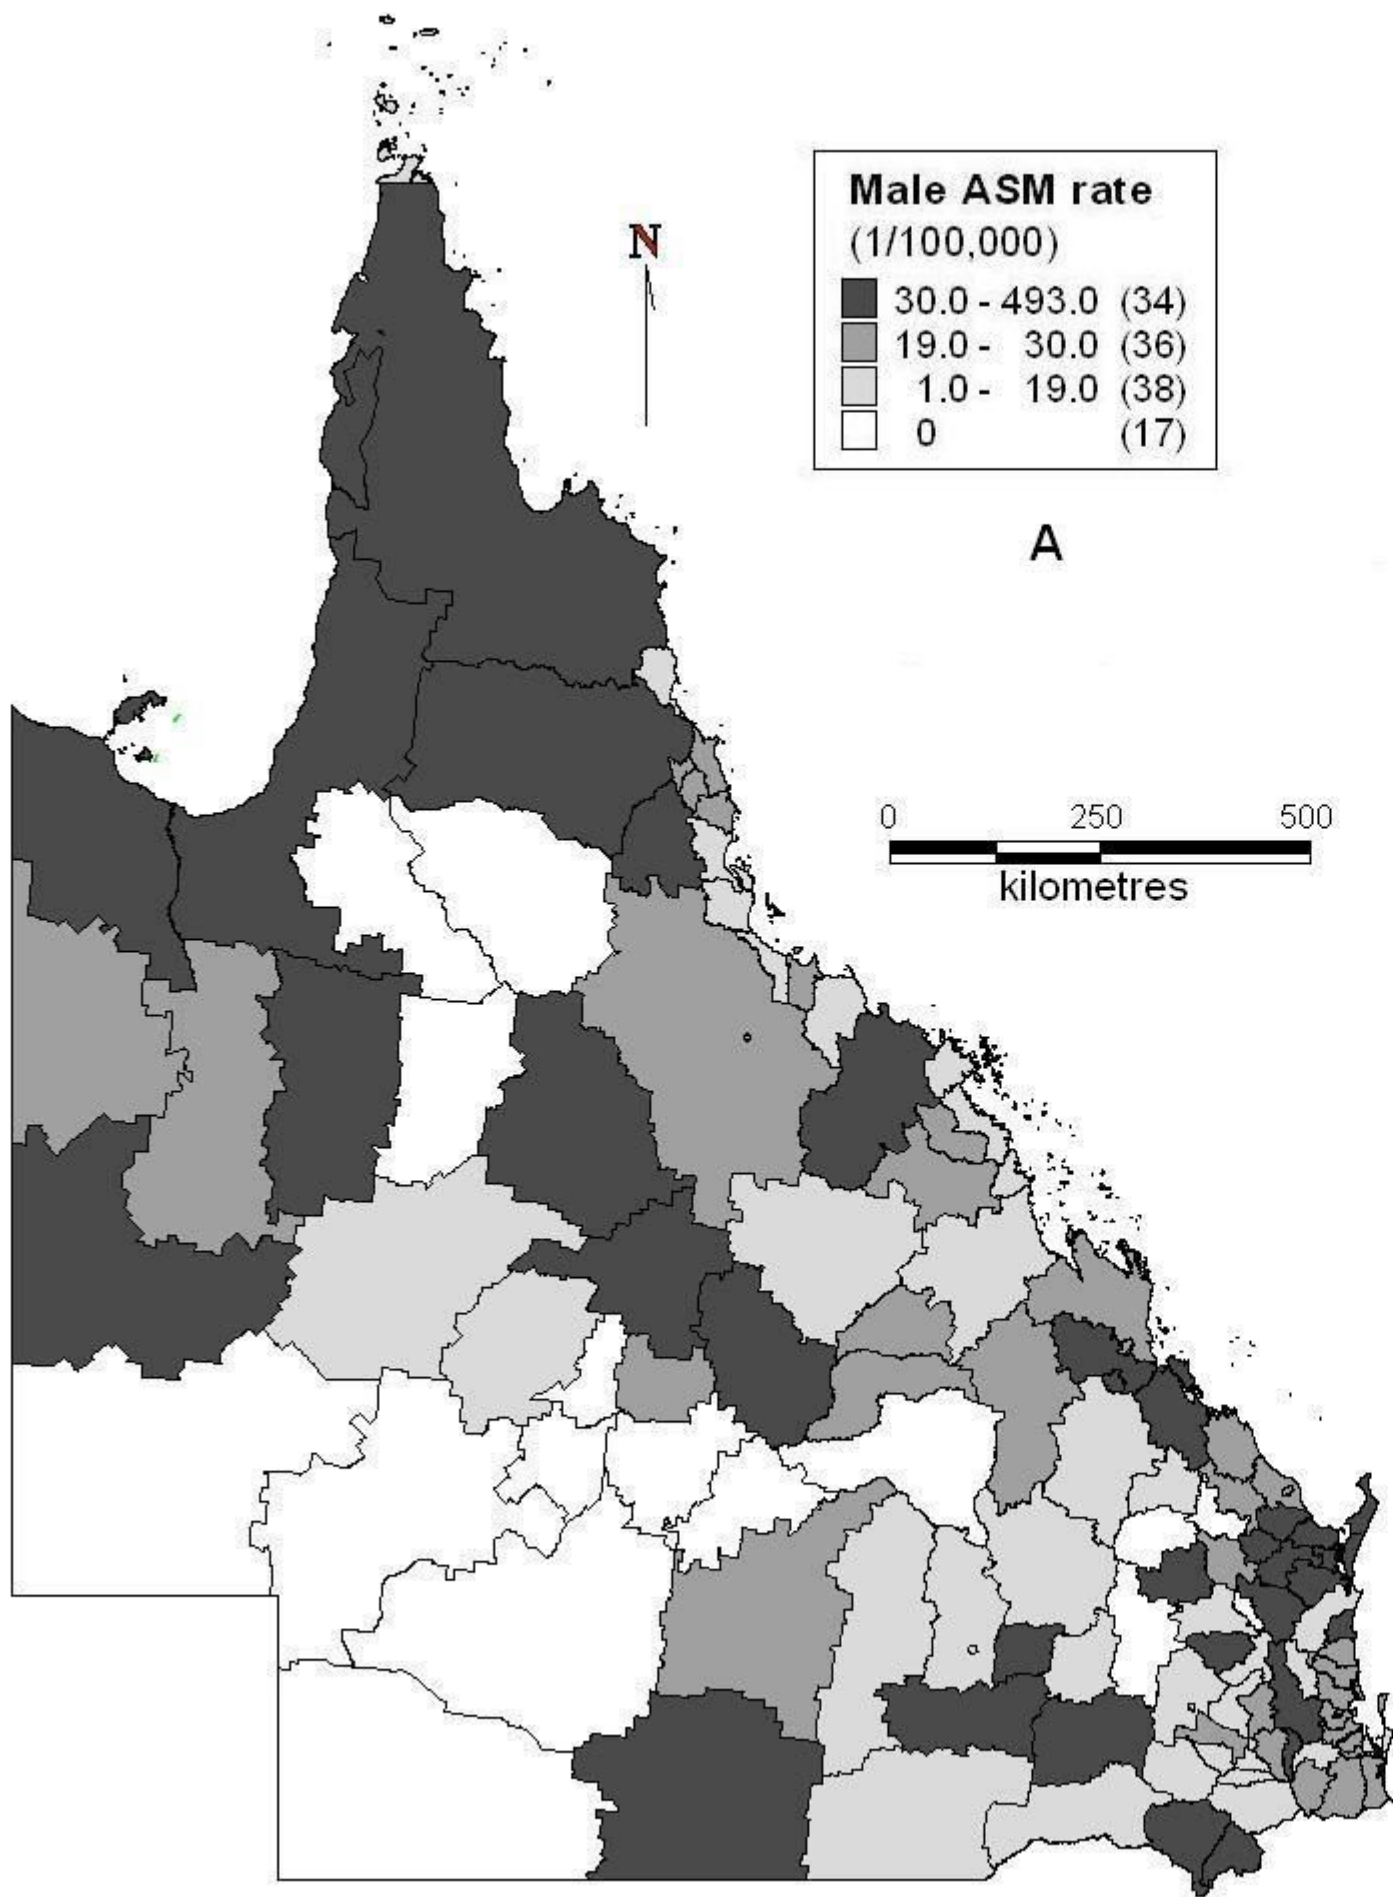 N
Male ASM rate
(1/100,000)
30.0 - 493.0 (34)
19.0 - 30.0 (36)
1.0 - 19.0 (38)
0 (17)
A
0 250 500
kilometres